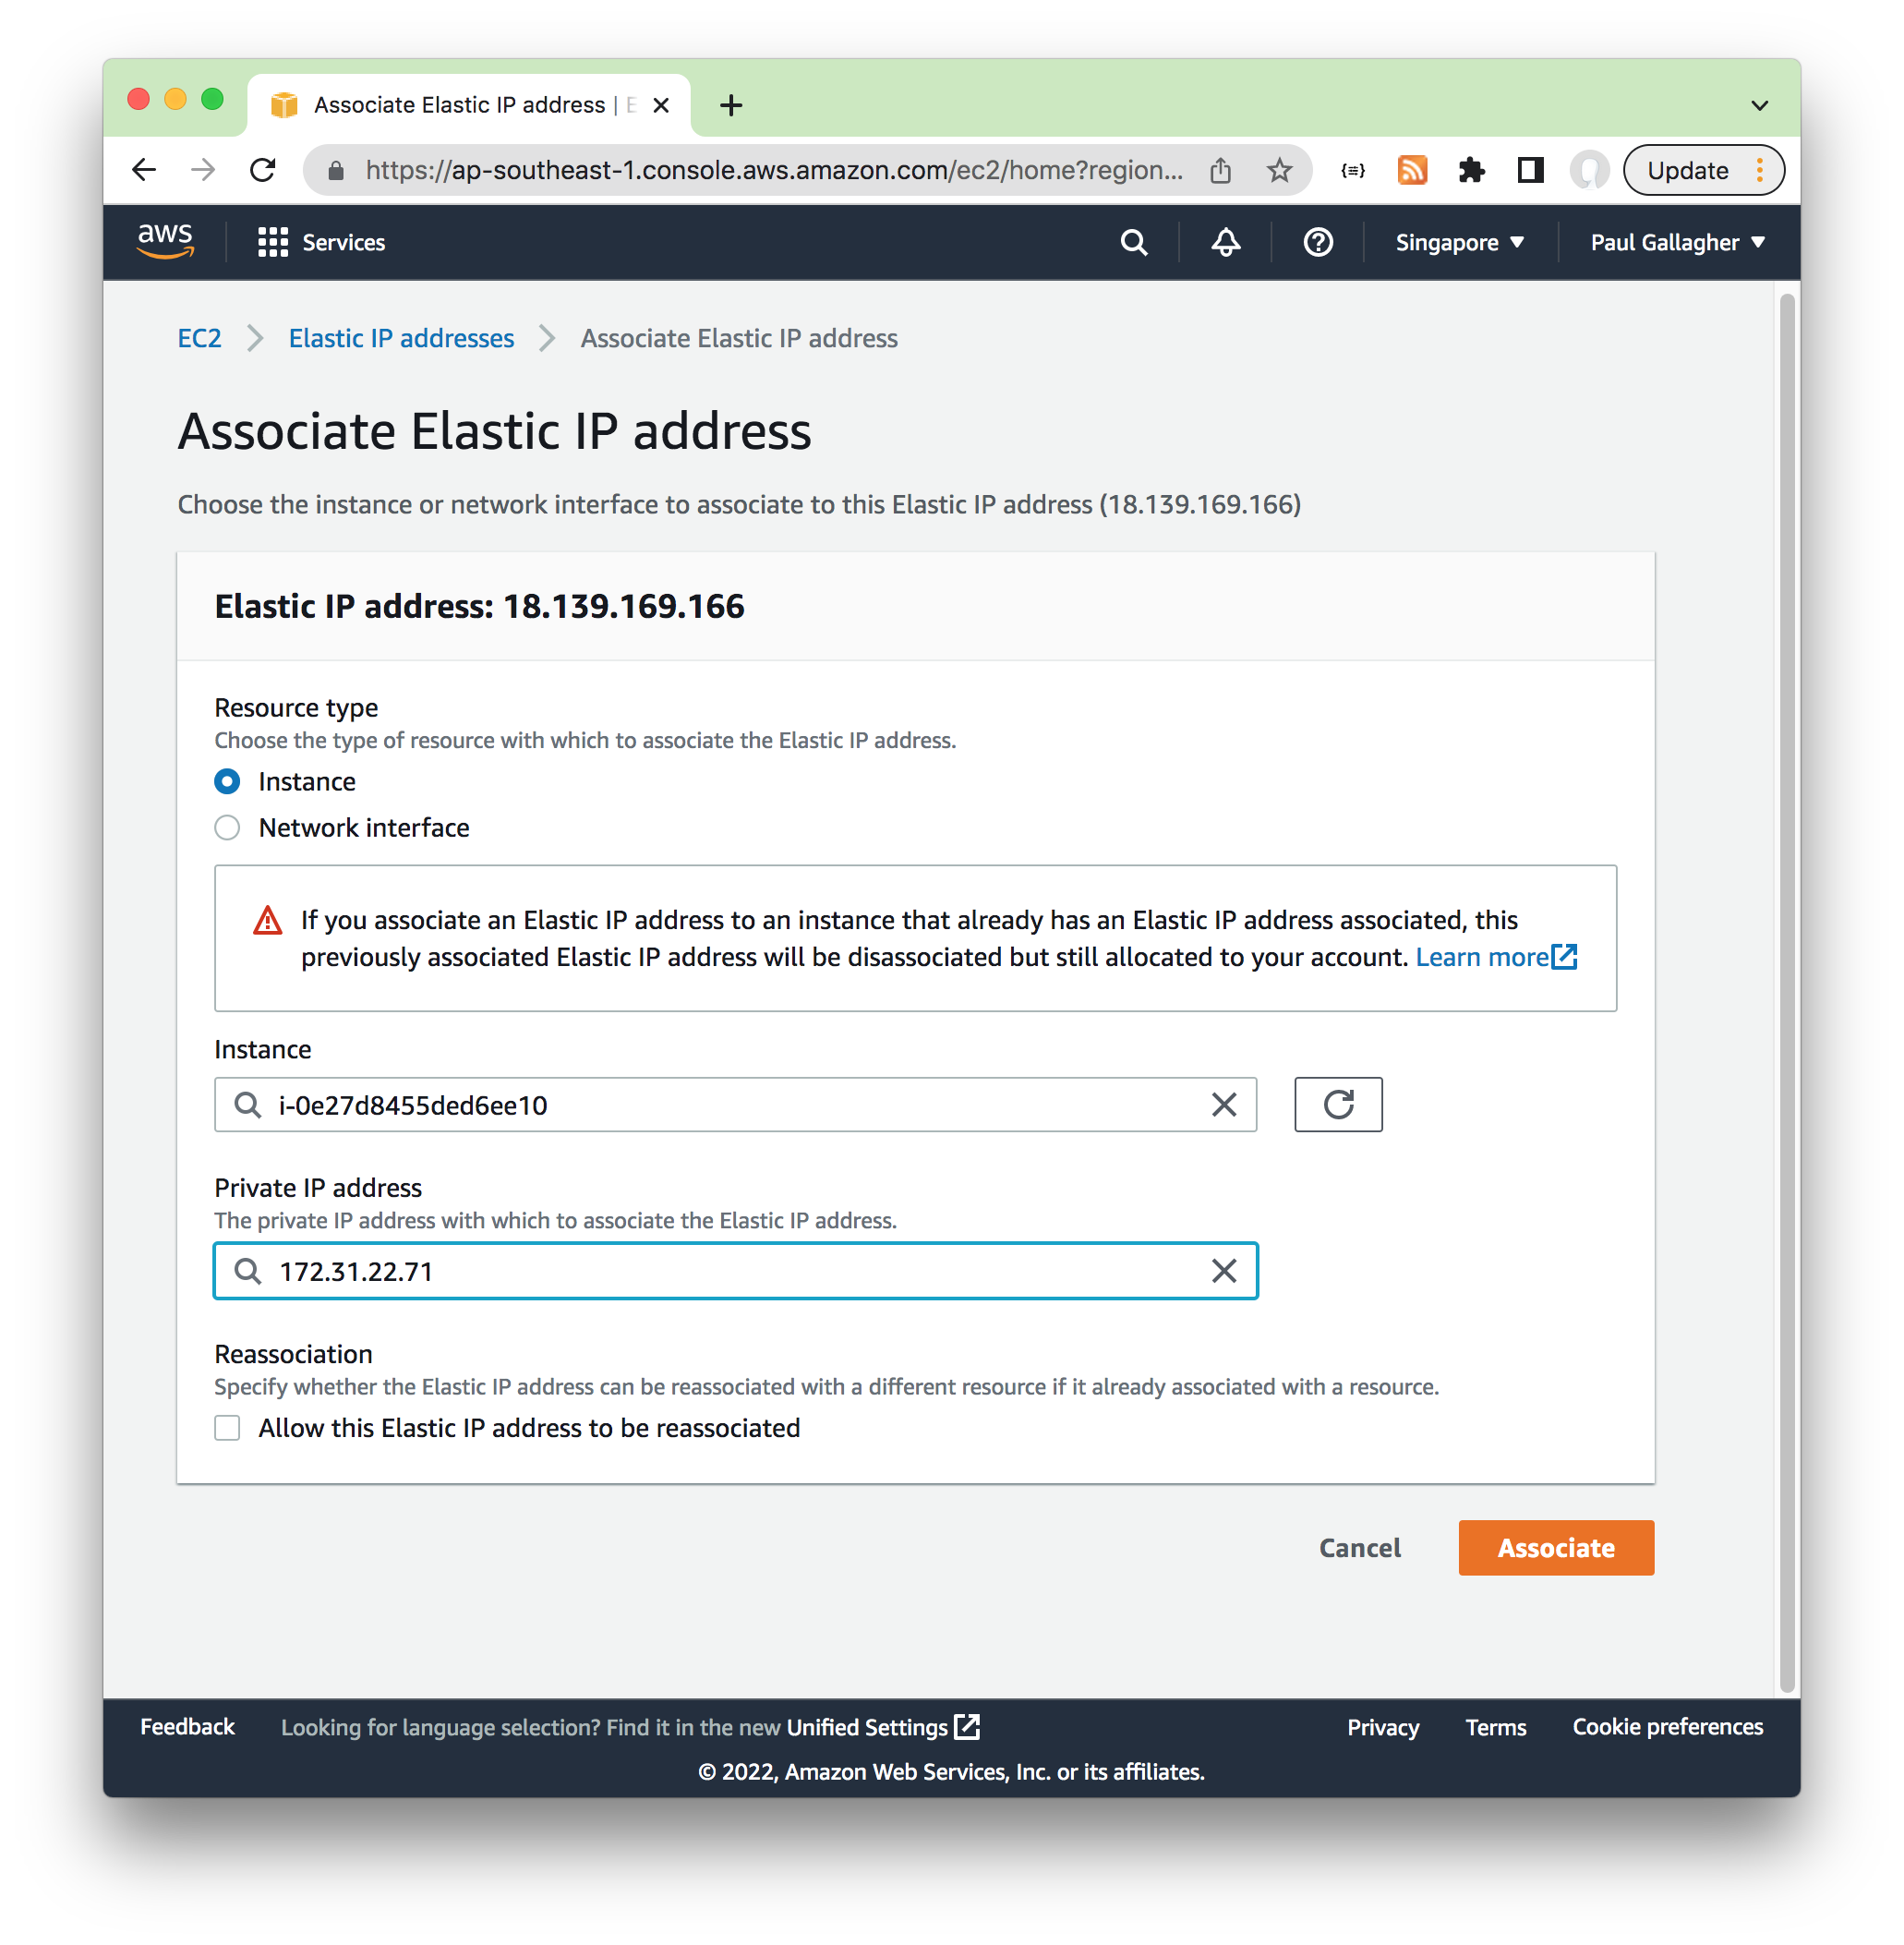 Associate Elastic IP address | E
https://ap-southeast-1.console.aws.amazon.com/ec2/home?region...
Update
aws
Services
Singapore
Paul Gallagher
EC2 > Elastic IP addresses > Associate Elastic IP address
Associate Elastic IP address
Choose the instance or network interface to associate to this Elastic IP address (18.139.169.166)
Elastic IP address: 18.139.169.166
Resource type
Choose the type of resource with which to associate the Elastic IP address.
Instance
Network interface
If you associate an Elastic IP address to an instance that already has an Elastic IP address associated, this
previously associated Elastic IP address will be disassociated but still allocated to your account. Learn more
Instance
i-0e27d8455ded6ee10
Private IP address
The private IP address with which to associate the Elastic IP address.
172.31.22.71
Reassociation
Specify whether the Elastic IP address can be reassociated with a different resource if it already associated with a resource.
Allow this Elastic IP address to be reassociated
Cancel
Associate
Feedback
Looking for language selection? Find it in the new Unified Settings
Privacy
Terms
Cookie preferences
© 2022, Amazon Web Services, Inc. or its affiliates.